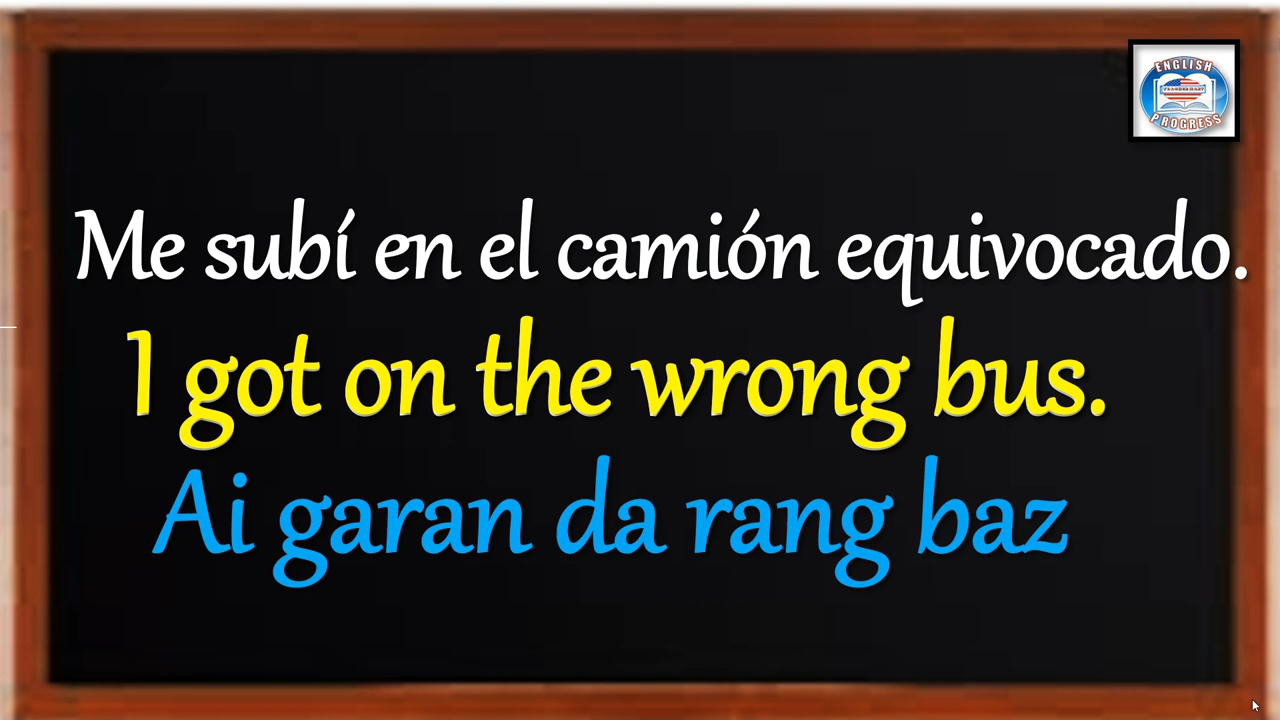 ENGLISH
PROGRESS
Me subí en el camión equivocado.
I got on the wrong bus.
Ai garan da rang baz